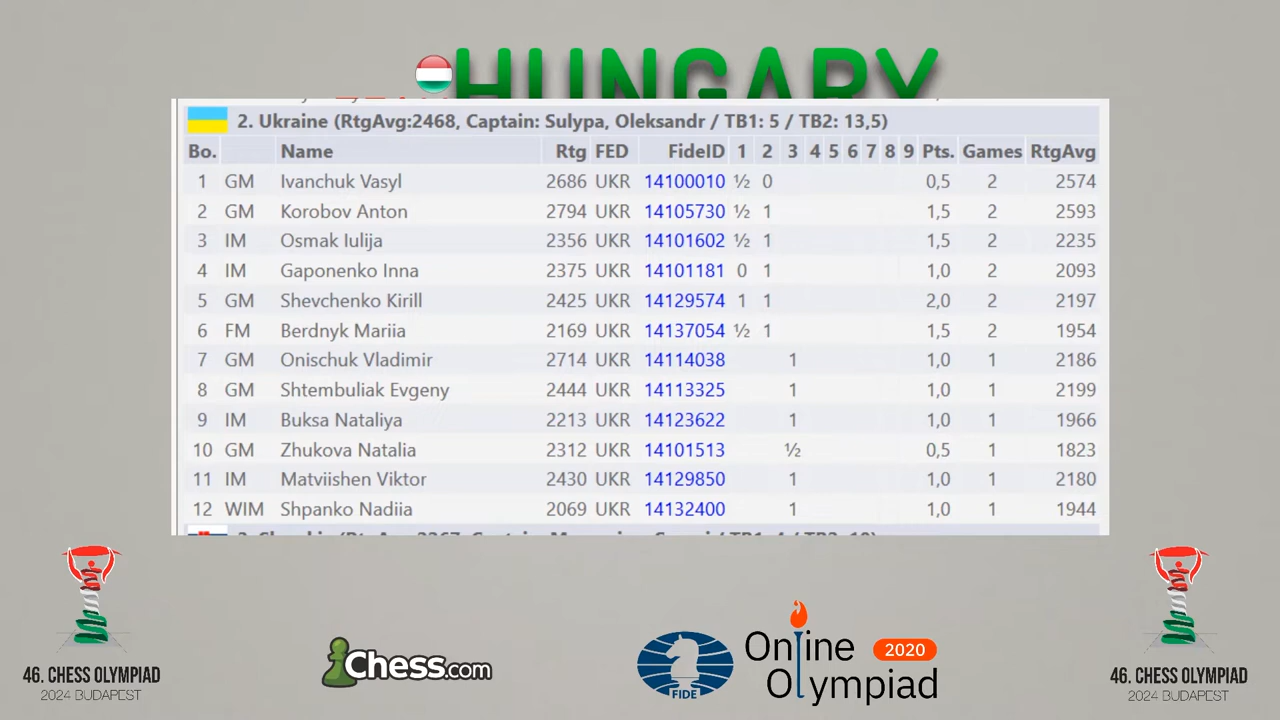 HUNGARY
2. Ukraine (RtgAvg:2468, Captain: Sulypa, Oleksandr / TB1: 5 / TB2: 13,5)
Bo. Name Rtg FED FideID 1 2 3 4 5 6 7 8 9 Pts. Games RtgAvg
1 GM Ivanchuk Vasyl 2686 UKR 14100010 ½ 0 0,5 2 2574
2 GM Korobov Anton 2794 UKR 14105730 ½ 1 1,5 2 2593
3 IM Osmak Iulija 2356 UKR 14101602 ½ 1 1,5 2 2235
4 IM Gaponenko Inna 2375 UKR 14101181 0 1 1,0 2 2093
5 GM Shevchenko Kirill 2425 UKR 14129574 1 1 2,0 2 2197
6 FM Berdnyk Mariia 2169 UKR 14137054 ½ 1 1,5 2 1954
7 GM Onischuk Vladimir 2714 UKR 14114038 1 1,0 1 2186
8 GM Shtembuliak Evgeny 2444 UKR 14113325 1 1,0 1 2199
9 IM Buksa Nataliya 2213 UKR 14123622 1 1,0 1 1966
10 GM Zhukova Natalia 2312 UKR 14101513 ½ 0,5 1 1823
11 IM Matviishen Viktor 2430 UKR 14129850 1 1,0 1 2180
12 WIM Shpanko Nadiia 2069 UKR 14132400 1 1,0 1 1944
46. CHESS OLYMPIAD
2024 BUDAPEST
Chess.com
FIDE
Online 2020
Olympiad
46. CHESS OLYMPIAD
2024 BUDAPEST